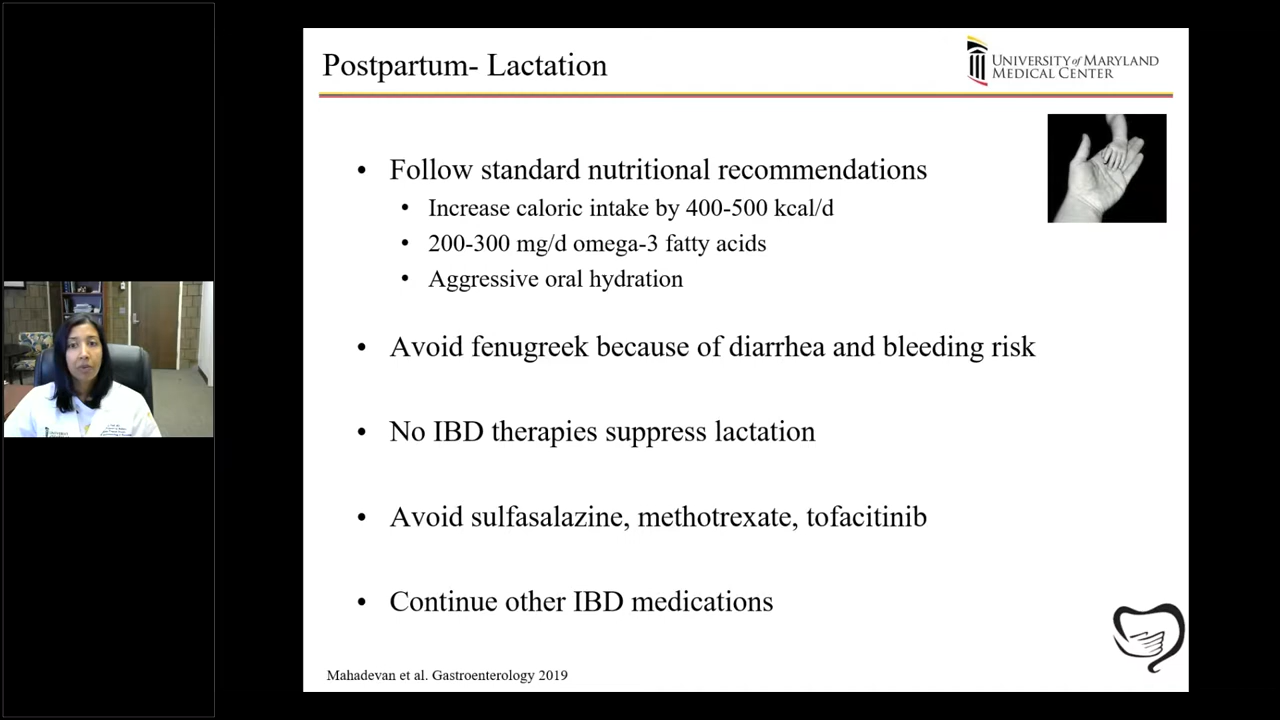 Postpartum- Lactation
UNIVERSITY of MARYLAND
MEDICAL CENTER
• Follow standard nutritional recommendations
• Increase caloric intake by 400-500 kcal/d
• 200-300 mg/d omega-3 fatty acids
• Aggressive oral hydration
• Avoid fenugreek because of diarrhea and bleeding risk
• No IBD therapies suppress lactation
• Avoid sulfasalazine, methotrexate, tofacitinib
• Continue other IBD medications
Mahadevan et al. Gastroenterology 2019